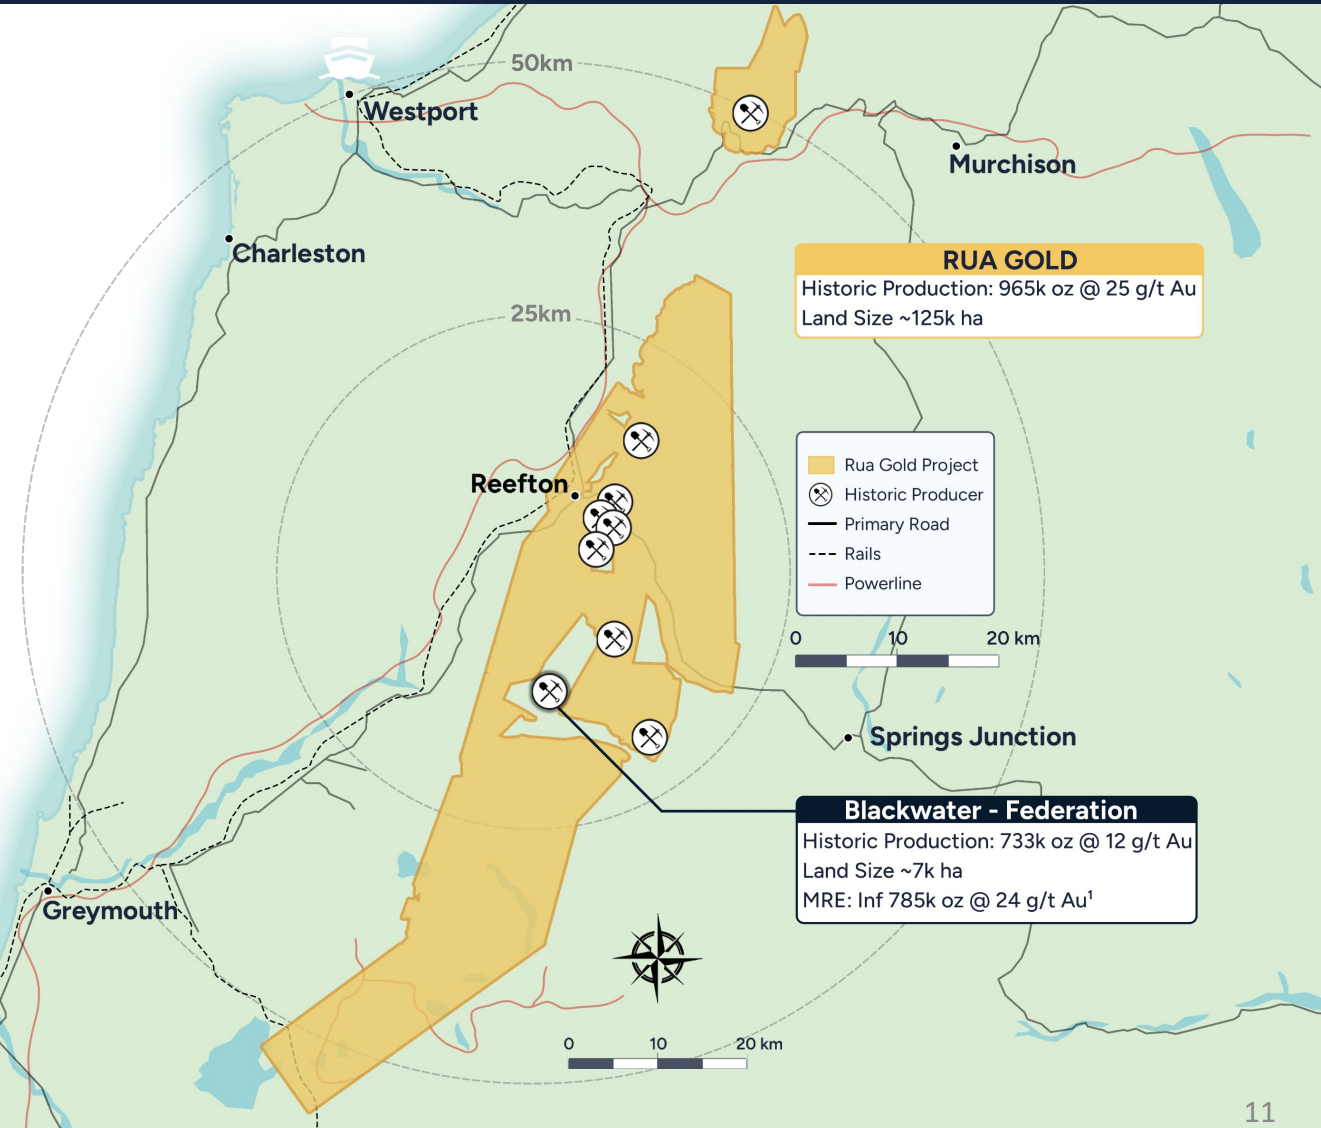 50km
Westport
Murchison
Charleston
RUA GOLD
Historic Production: 965k oz @ 25 g/t Au
Land Size ~125k ha
25km
Rua Gold Project
Historic Producer
Primary Road
Rails
Powerline
Reefton
0 10 20 km
Springs Junction
Blackwater - Federation
Historic Production: 733k oz @ 12 g/t Au
Land Size ~7k ha
MRE: Inf 785k oz @ 24 g/t Au¹
Greymouth
0 10 20 km
11